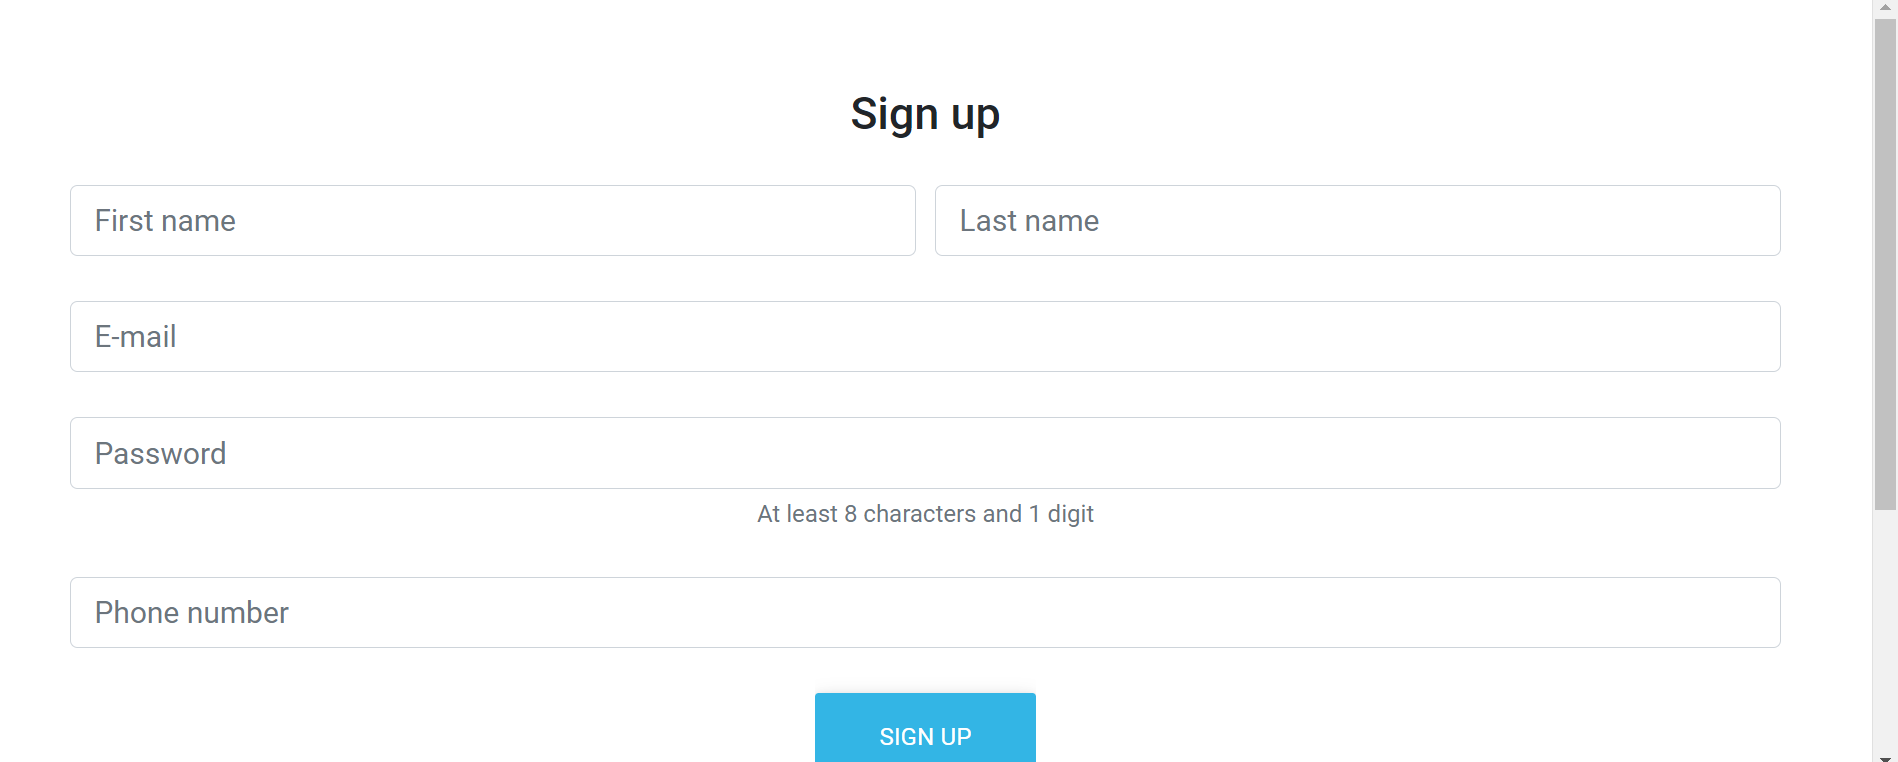 Sign up
First name
Last name
E-mail
Password
At least 8 characters and 1 digit
Phone number
SIGN UP